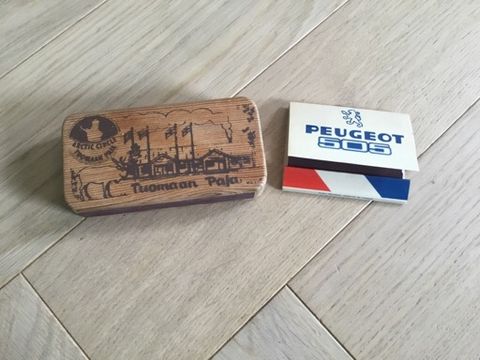 ARCTIC CIRCLE
TUOMAAN PAJA
Tuomaan Paja
PEUGEOT
505